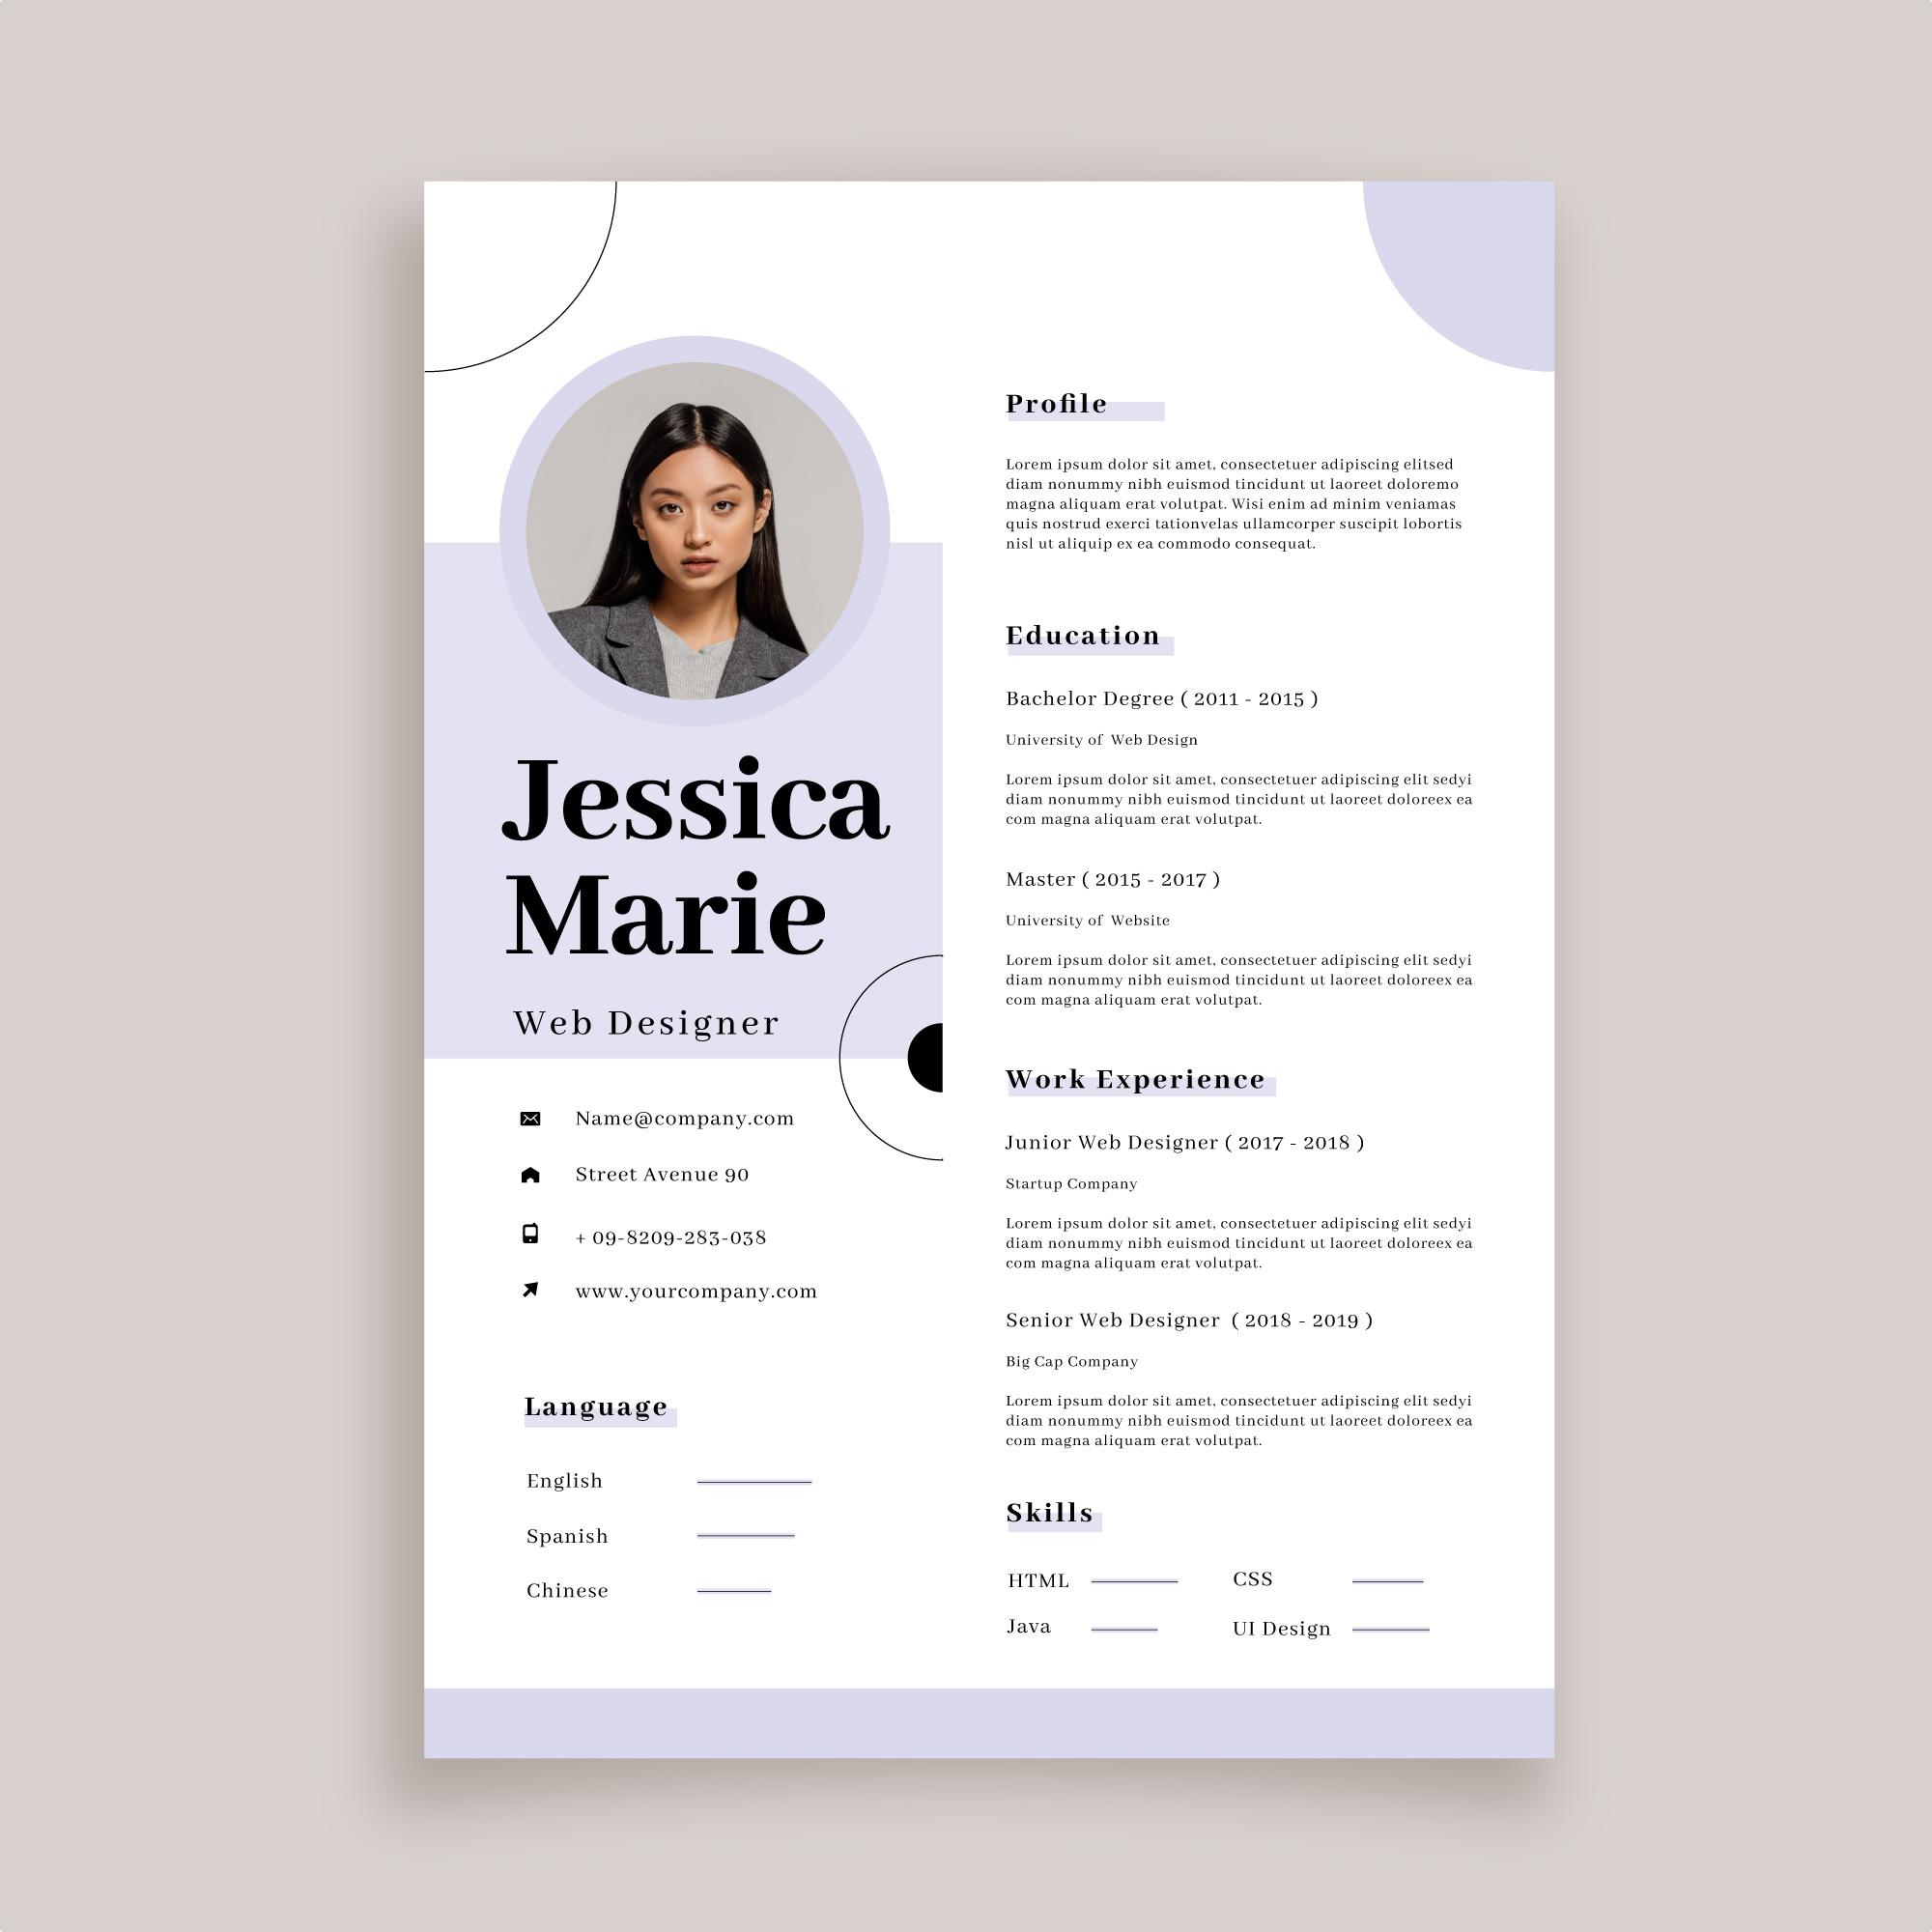 Jessica
Marie
Web Designer
Name@company.com
Street Avenue 90
+ 09-8209-283-038
www.yourcompany.com
Language
English
Spanish
Chinese
Profile
Lorem ipsum dolor sit amet, consectetuer adipiscing elitsed
diam nonummy nibh euismod tincidunt ut laoreet doloremo
magna aliquam erat volutpat. Wisi enim ad minim veniamas
quis nostrud exerci tationvelas ullamcorper suscipit lobortis
nisl ut aliquip ex ea commodo consequat.
Education
Bachelor Degree ( 2011 - 2015 )
University of Web Design
Lorem ipsum dolor sit amet, consectetuer adipiscing elit sedyi
diam nonummy nibh euismod tincidunt ut laoreet doloreex ea
com magna aliquam erat volutpat.
Master ( 2015 - 2017 )
University of Website
Lorem ipsum dolor sit amet, consectetuer adipiscing elit sedyi
diam nonummy nibh euismod tincidunt ut laoreet doloreex ea
com magna aliquam erat volutpat.
Work Experience
Junior Web Designer ( 2017 - 2018 )
Startup Company
Lorem ipsum dolor sit amet, consectetuer adipiscing elit sedyi
diam nonummy nibh euismod tincidunt ut laoreet doloreex ea
com magna aliquam erat volutpat.
Senior Web Designer ( 2018 - 2019 )
Big Cap Company
Lorem ipsum dolor sit amet, consectetuer adipiscing elit sedyi
diam nonummy nibh euismod tincidunt ut laoreet doloreex ea
com magna aliquam erat volutpat.
Skills
HTML CSS
Java UI Design